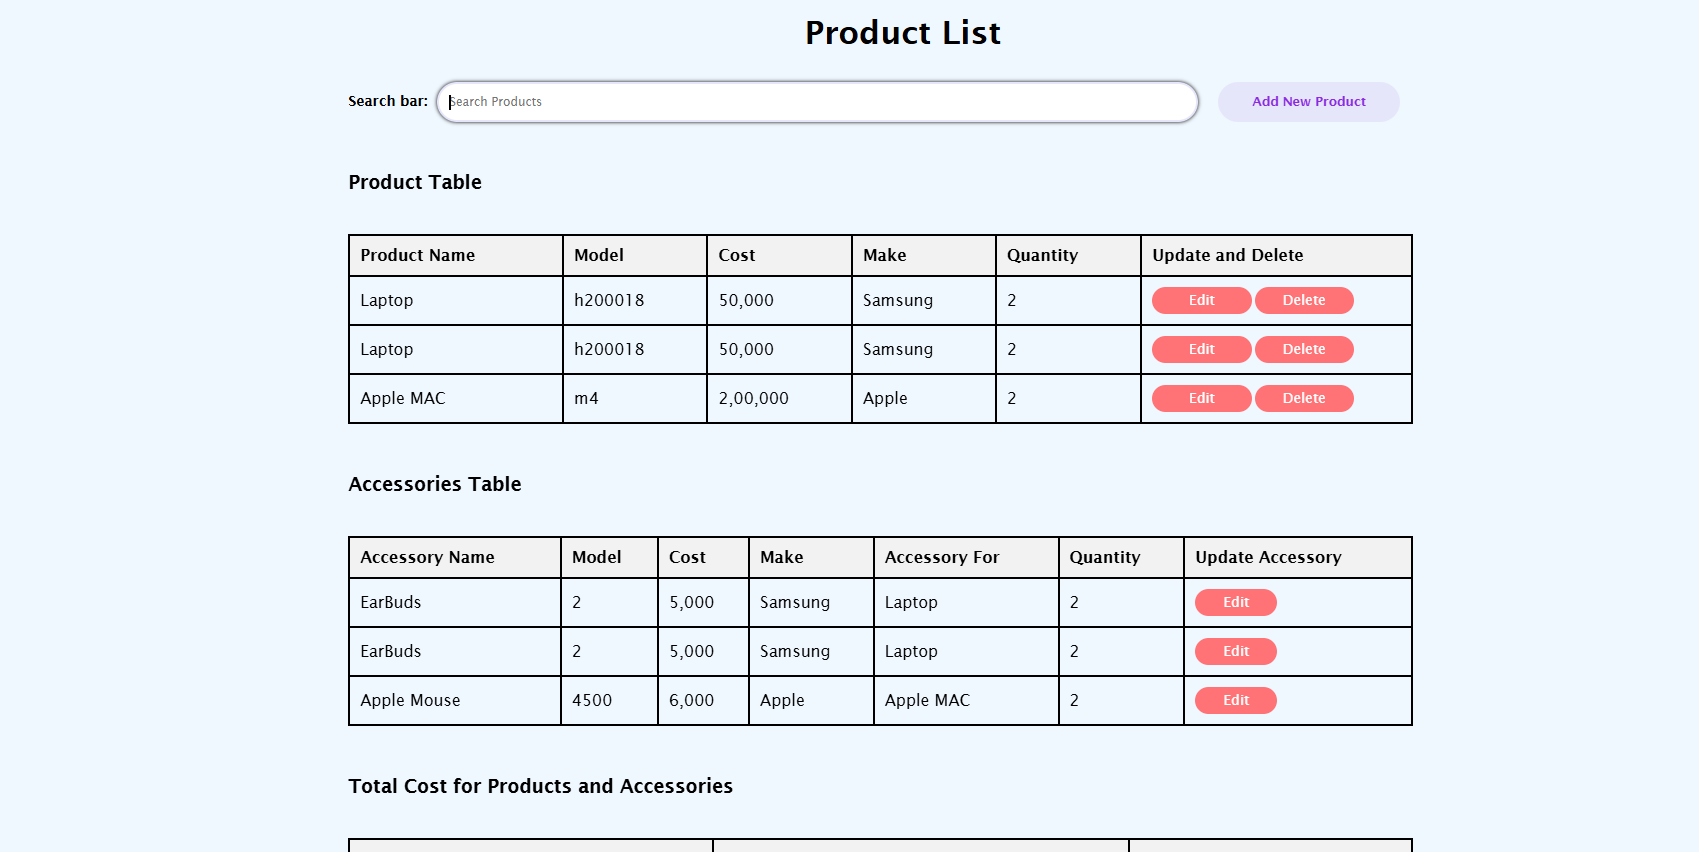 Product List
Search bar: Search Products Add New Product
Product Table
Product Name Model Cost Make Quantity Update and Delete
Laptop h200018 50,000 Samsung 2 Edit Delete
Laptop h200018 50,000 Samsung 2 Edit Delete
Apple MAC m4 2,00,000 Apple 2 Edit Delete
Accessories Table
Accessory Name Model Cost Make Accessory For Quantity Update Accessory
EarBuds 2 5,000 Samsung Laptop 2 Edit
EarBuds 2 5,000 Samsung Laptop 2 Edit
Apple Mouse 4500 6,000 Apple Apple MAC 2 Edit
Total Cost for Products and Accessories